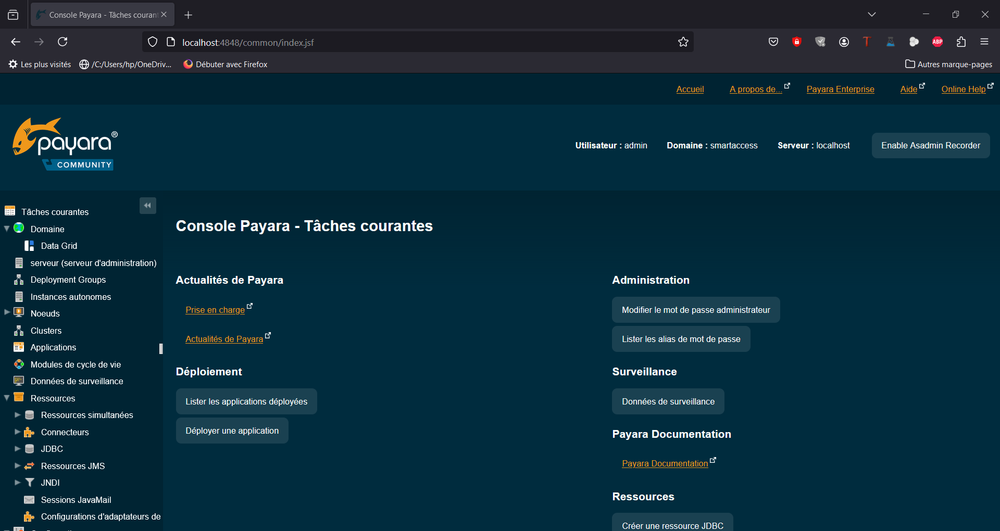 Console Payara - Tâches courant
localhost:4848/common/index.jsf
ABP
Les plus visités
/C:/Users/hp/OneDriv...
Débuter avec Firefox
Autres marque-pages
Accueil
A propos de...
Payara Enterprise
Aide
Online Help
payara®
COMMUNITY
Utilisateur : admin
Domaine : smartaccess
Serveur : localhost
Enable Asadmin Recorder
Tâches courantes
Domaine
Data Grid
serveur (serveur d'administration)
Deployment Groups
Instances autonomes
Noeuds
Clusters
Applications
Modules de cycle de vie
Données de surveillance
Ressources
Ressources simultanées
Connecteurs
JDBC
Ressources JMS
JNDI
Sessions JavaMail
Configurations d'adaptateurs de
Console Payara - Tâches courantes
Actualités de Payara
Prise en charge
Actualités de Payara
Déploiement
Lister les applications déployées
Déployer une application
Administration
Modifier le mot de passe administrateur
Lister les alias de mot de passe
Surveillance
Données de surveillance
Payara Documentation
Payara Documentation
Ressources
Créer une ressource JDBC